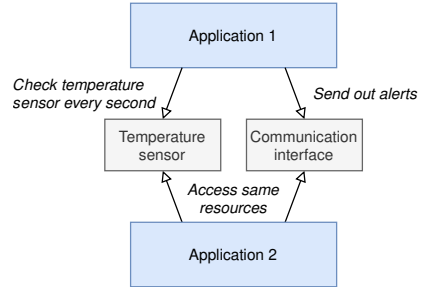 Application 1
Check temperature
sensor every second
Send out alerts
Temperature
sensor
Communication
interface
Access same
resources
Application 2